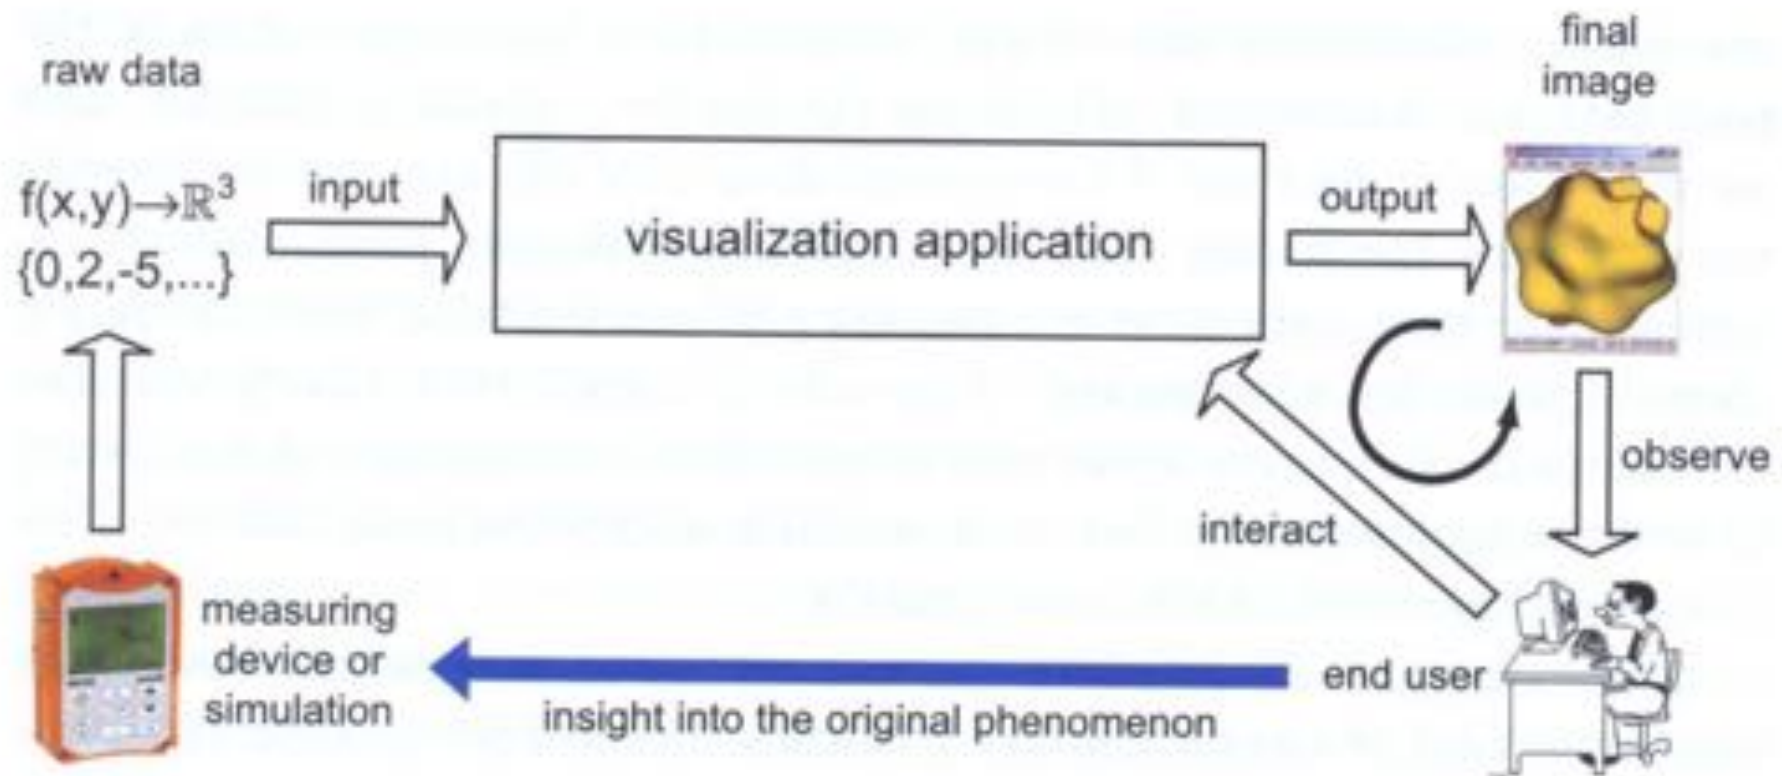 raw data
final
image
f(x,y)→ℝ³
{0,2,-5,...}
input
visualization application
output
observe
interact
measuring
device or
simulation
insight into the original phenomenon
end user